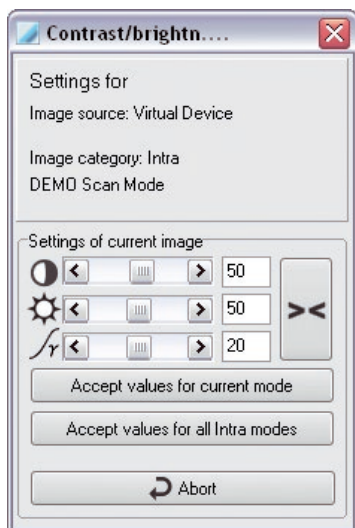 Contrast/brightn....
Settings for
Image source: Virtual Device
Image category: Intra
DEMO Scan Mode
Settings of current image
50
50
γ 20
><
Accept values for current mode
Accept values for all Intra modes
Abort